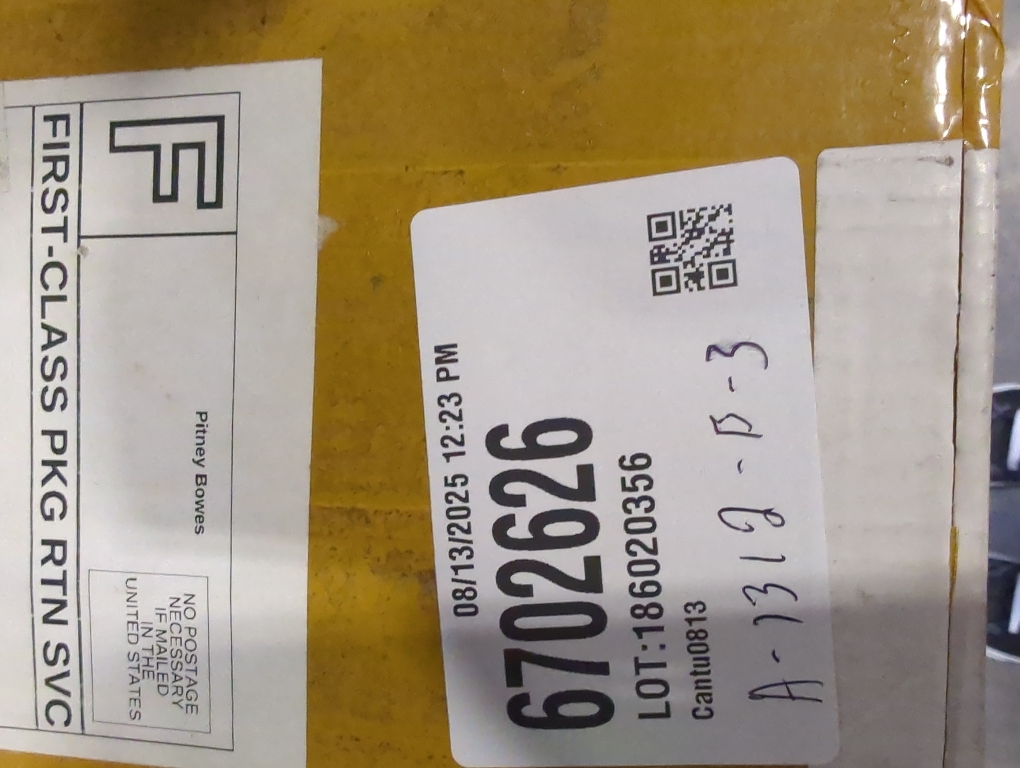 F
Pitney Bowes
NO POSTAGE
NECESSARY
IF MAILED
IN THE
UNITED STATES
FIRST-CLASS PKG RTN SVC
08/13/2025 12:23 PM
6702626
LOT:186020356
Cantu0813
A-1312-B-3